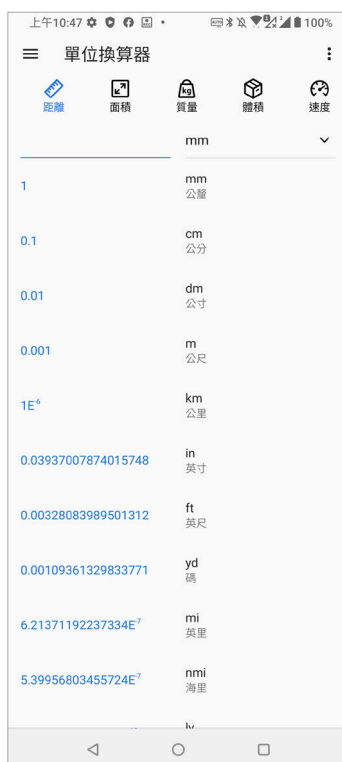 上午10:47 100%
單位換算器
距離 面積 質量 體積 速度
mm
1 mm
公釐
0.1 cm
公分
0.01 dm
公寸
0.001 m
公尺
1E⁻⁶ km
公里
0.03937007874015748 in
英寸
0.00328083989501312 ft
英尺
0.00109361329833771 yd
碼
6.21371192237334E⁻⁷ mi
英里
5.39956803455724E⁻⁷ nmi
海里